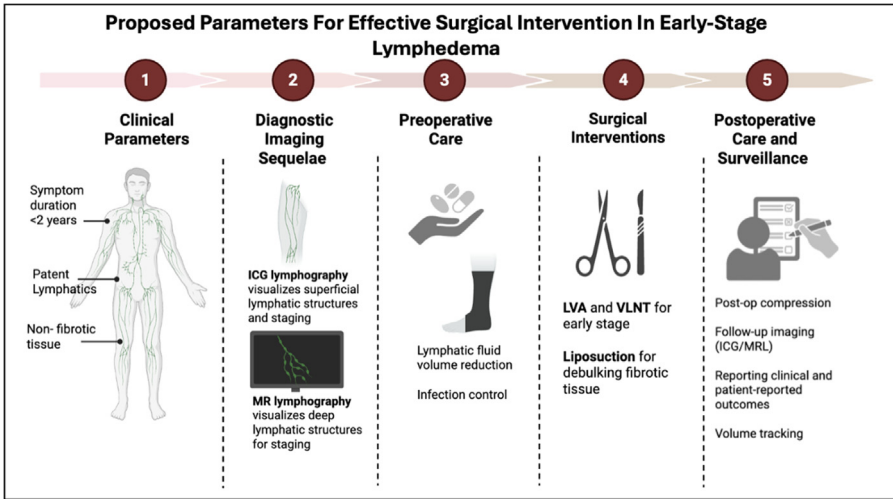 Proposed Parameters For Effective Surgical Intervention In Early-Stage
Lymphedema
1
2
3
4
5
Clinical
Parameters
Symptom
duration
<2 years
Patent
Lymphatics
Non- fibrotic
tissue
Diagnostic
Imaging
Sequelae
ICG lymphography
visualizes superficial
lymphatic structures
and staging
MR lymphography
visualizes deep
lymphatic structures
for staging
Preoperative
Care
Lymphatic fluid
volume reduction
Infection control
Surgical
Interventions
LVA and VLNT for
early stage
Liposuction for
debulking fibrotic
tissue
Postoperative
Care and
Surveillance
Post-op compression
Follow-up imaging
(ICG/MRL)
Reporting clinical and
patient-reported
outcomes
Volume tracking